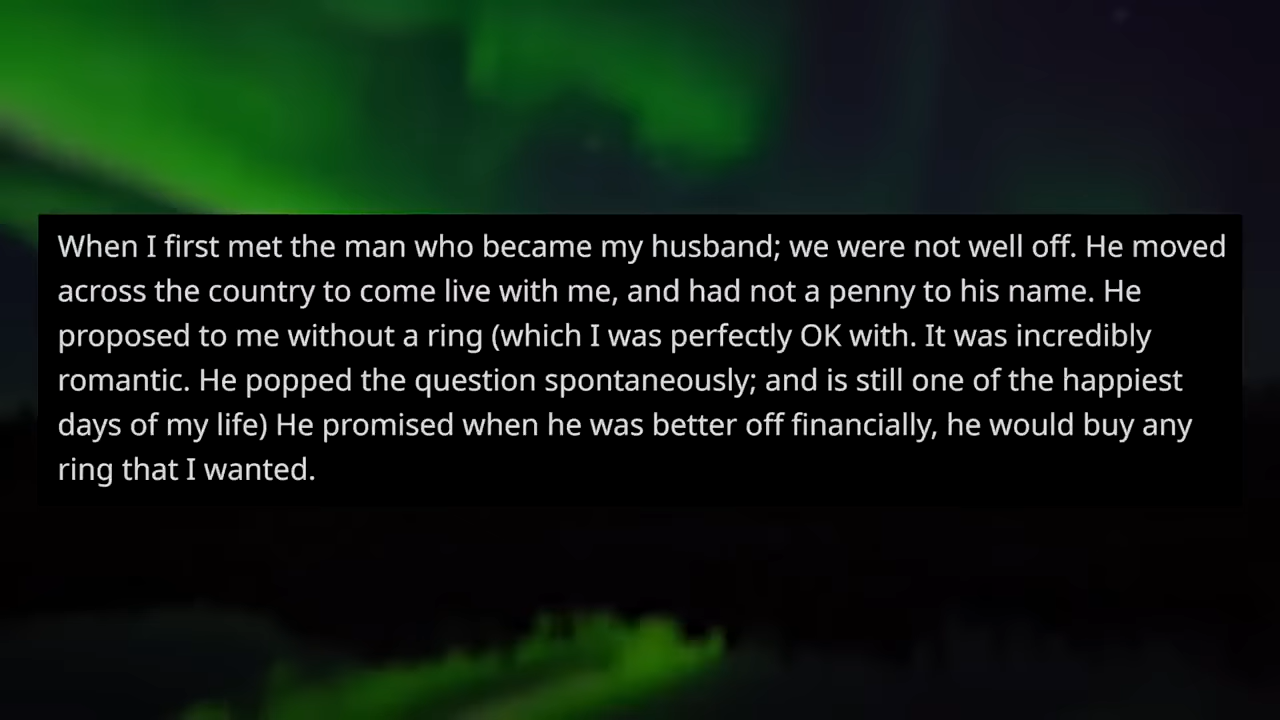 When I first met the man who became my husband; we were not well off. He moved
across the country to come live with me, and had not a penny to his name. He
proposed to me without a ring (which I was perfectly OK with. It was incredibly
romantic. He popped the question spontaneously; and is still one of the happiest
days of my life) He promised when he was better off financially, he would buy any
ring that I wanted.